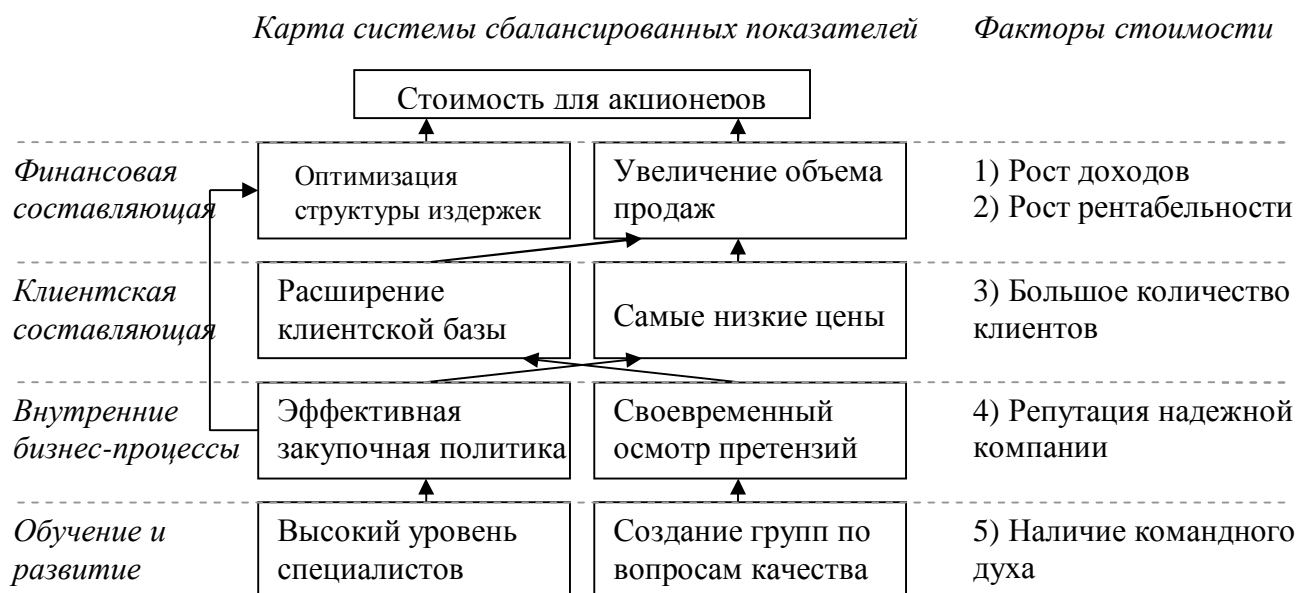 Карта системы сбалансированных показателей Факторы стоимости
Стоимость для акционеров
Финансовая
составляющая
Оптимизация
структуры издержек
Увеличение объема
продаж
1) Рост доходов
2) Рост рентабельности
Клиентская
составляющая
Расширение
клиентской базы
Самые низкие цены
3) Большое количество
клиентов
Внутренние
бизнес-процессы
Эффективная
закупочная политика
Своевременный
осмотр претензий
4) Репутация надежной
компании
Обучение и
развитие
Высокий уровень
специалистов
Создание групп по
вопросам качества
5) Наличие командного
духа